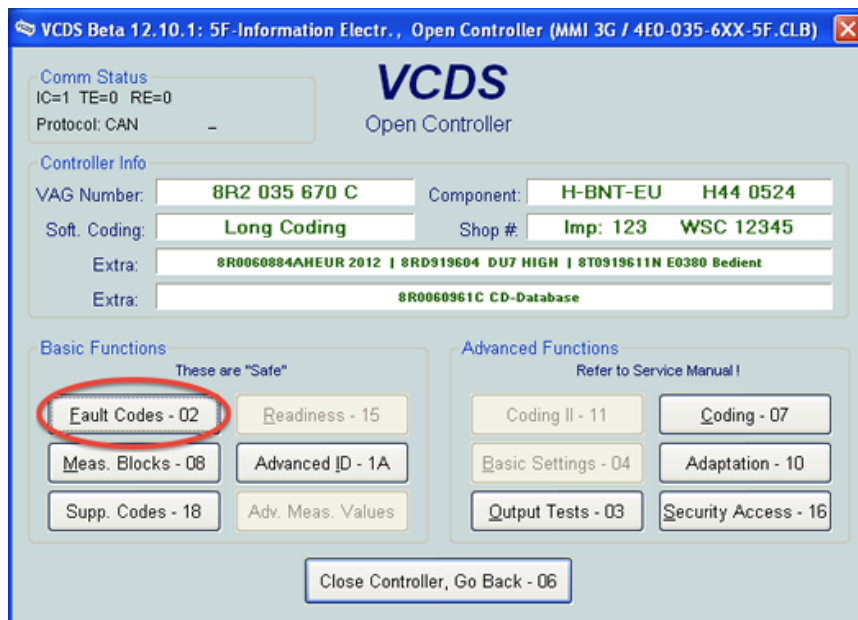 VCDS Beta 12.10.1: 5F-Information Electr., Open Controller (MMI 3G / 4E0-035-6XX-5F.CLB)
Comm Status
IC=1 TE=0 RE=0
Protocol: CAN
VCDS
Open Controller
Controller Info
VAG Number: 8R2 035 670 C Component: H-BNT-EU H44 0524
Soft. Coding: Long Coding Shop #: Imp: 123 WSC 12345
Extra: 8R0060884AHEUR 2012 | 8RD919604 DU7 HIGH | 8T0919611N E0380 Bedient
Extra: 8R0060961C CD-Database
Basic Functions
These are "Safe"
Fault Codes - 02 Readiness - 15
Meas. Blocks - 08 Advanced ID - 1A
Supp. Codes - 18 Adv. Meas. Values
Advanced Functions
Refer to Service Manual !
Coding II - 11 Coding - 07
Basic Settings - 04 Adaptation - 10
Output Tests - 03 Security Access - 16
Close Controller, Go Back - 06